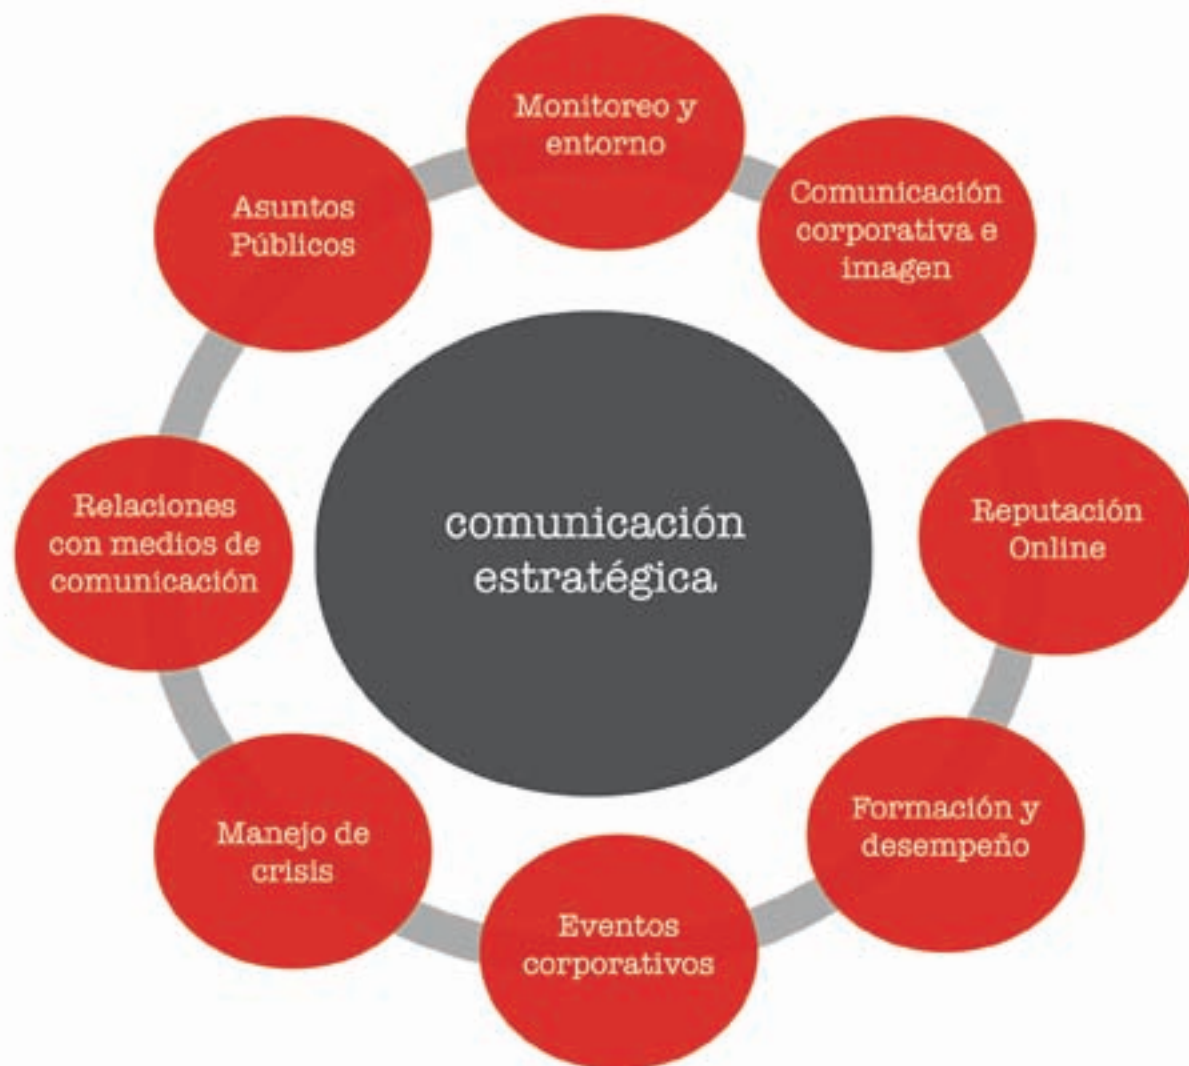 Monitoreo y
entorno
Comunicación
corporativa e
imagen
Reputación
Online
Formación y
desempeño
Eventos
corporativos
Manejo de
crisis
Relaciones
con medios de
comunicación
Asuntos
Públicos
comunicación
estratégica